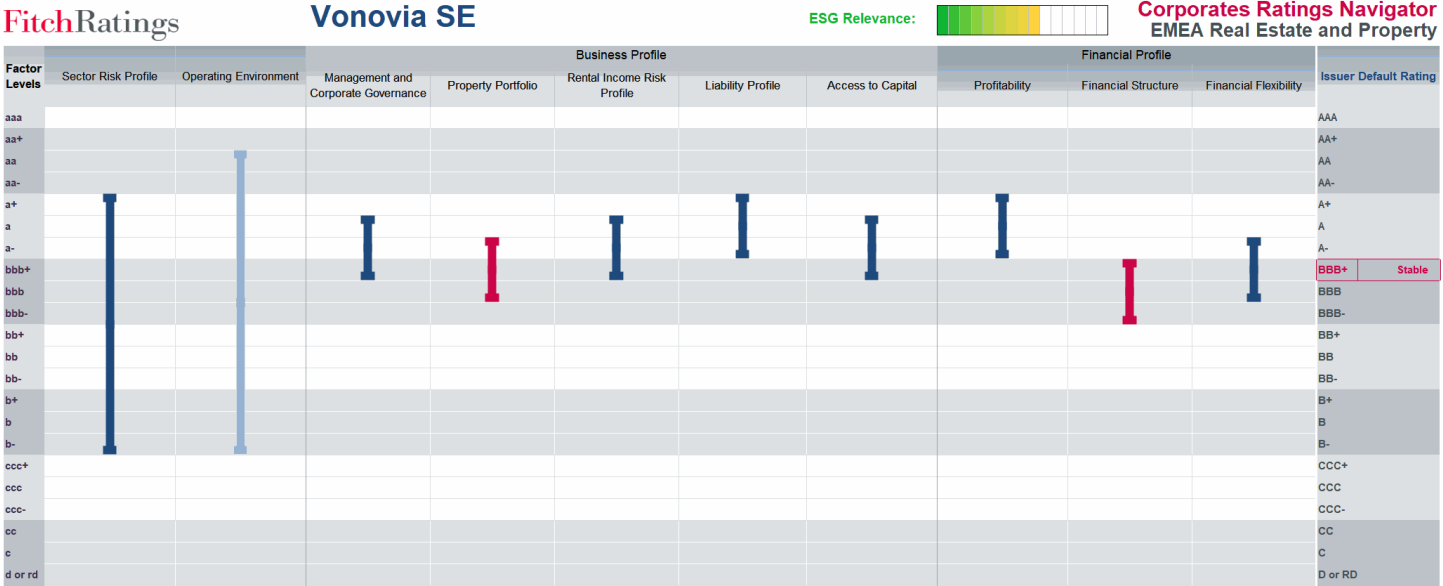 FitchRatings
Vonovia SE
ESG Relevance:
Corporates Ratings Navigator
EMEA Real Estate and Property
Factor Levels
Sector Risk Profile
Operating Environment
Business Profile
Management and
Corporate Governance
Property Portfolio
Rental Income Risk
Profile
Liability Profile
Access to Capital
Financial Profile
Profitability
Financial Structure
Financial Flexibility
Issuer Default Rating
aaa AAA
aa+ AA+
aa AA
aa- AA-
a+ A+
a A
a- A-
bbb+ BBB+ Stable
bbb BBB
bbb- BBB-
bb+ BB+
bb BB
bb- BB-
b+ B+
b B
b- B-
ccc+ CCC+
ccc CCC
ccc- CCC-
cc CC
c C
d or rd D or RD